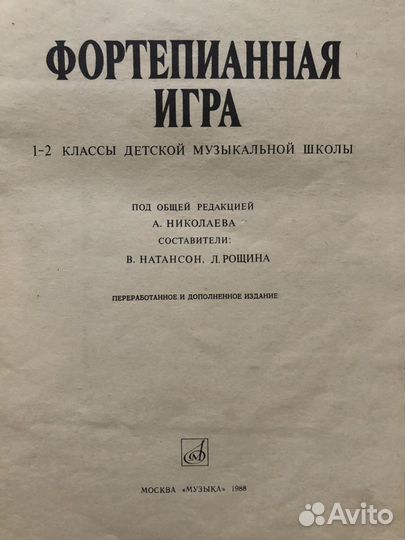 ФОРТЕПИАННАЯ
ИГРА
1-2 КЛАССЫ ДЕТСКОЙ МУЗЫКАЛЬНОЙ ШКОЛЫ
ПОД ОБЩЕЙ РЕДАКЦИЕЙ
А. НИКОЛАЕВА
СОСТАВИТЕЛИ:
В. НАТАНСОН, Л. РОЩИНА
ПЕРЕРАБОТАННОЕ И ДОПОЛНЕННОЕ ИЗДАНИЕ
МОСКВА «МУЗЫКА» 1988
Avito